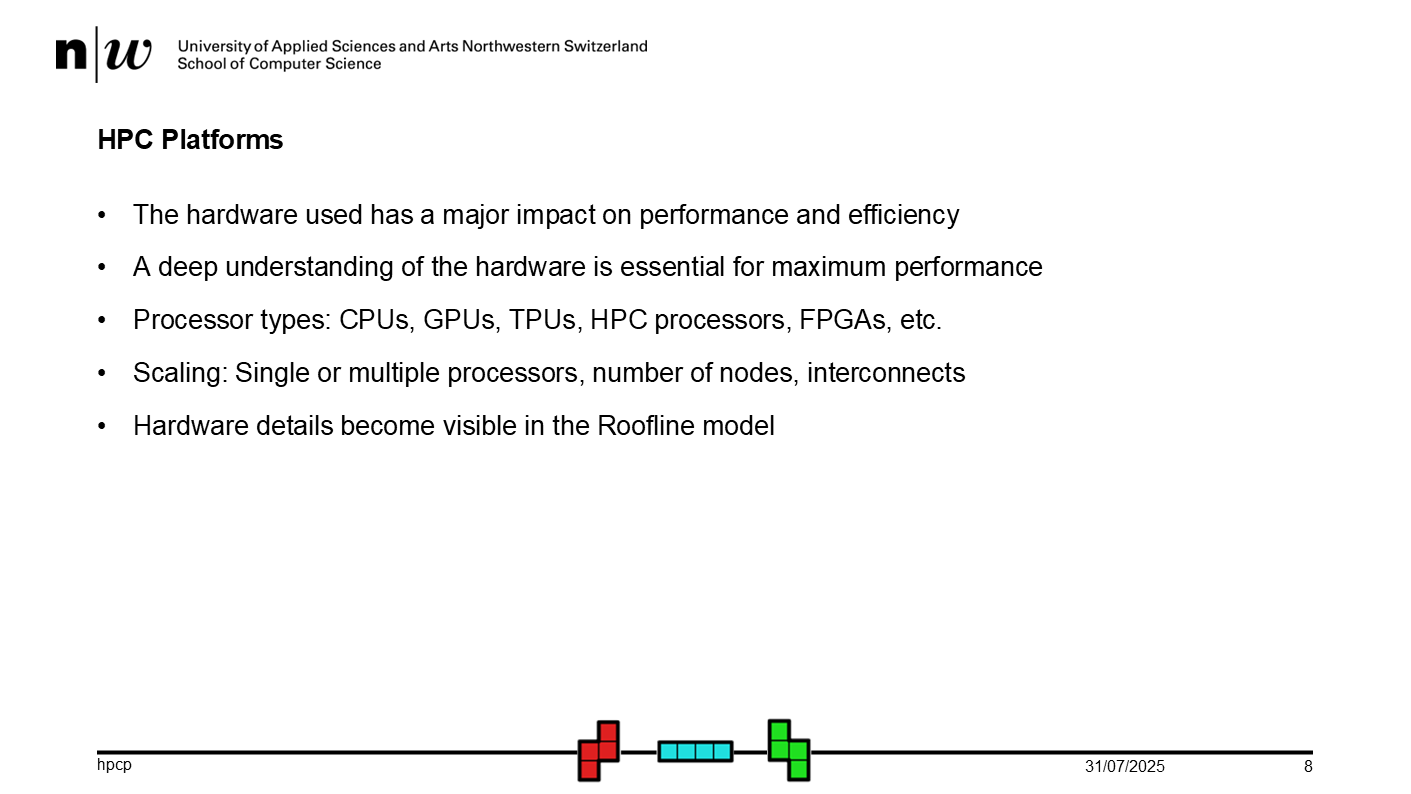 n|w University of Applied Sciences and Arts Northwestern Switzerland
School of Computer Science
HPC Platforms
• The hardware used has a major impact on performance and efficiency
• A deep understanding of the hardware is essential for maximum performance
• Processor types: CPUs, GPUs, TPUs, HPC processors, FPGAs, etc.
• Scaling: Single or multiple processors, number of nodes, interconnects
• Hardware details become visible in the Roofline model
hpcp 31/07/2025 8